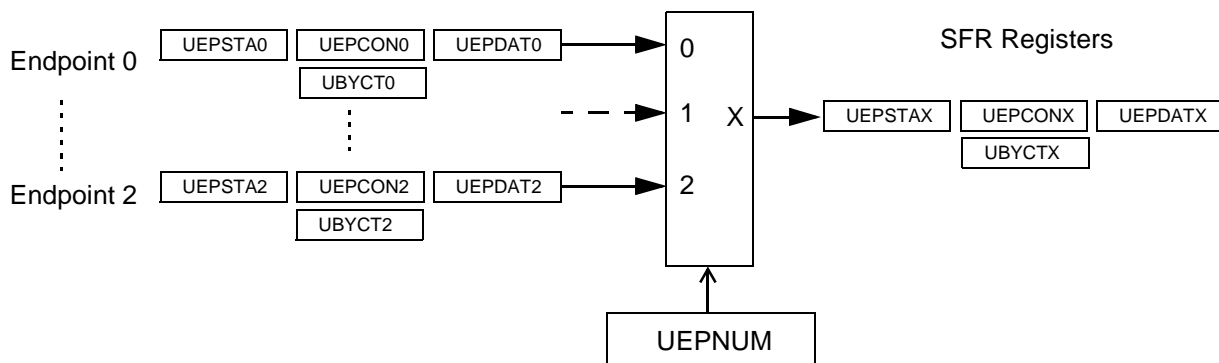 UEPSTA0 UEPCON0 UEPDAT0 0 SFR Registers
Endpoint 0
UBYCT0
1 X UEPSTAX UEPCONX UEPDATX
UBYCTX
Endpoint 2 UEPSTA2 UEPCON2 UEPDAT2 2
UBYCT2
UEPNUM